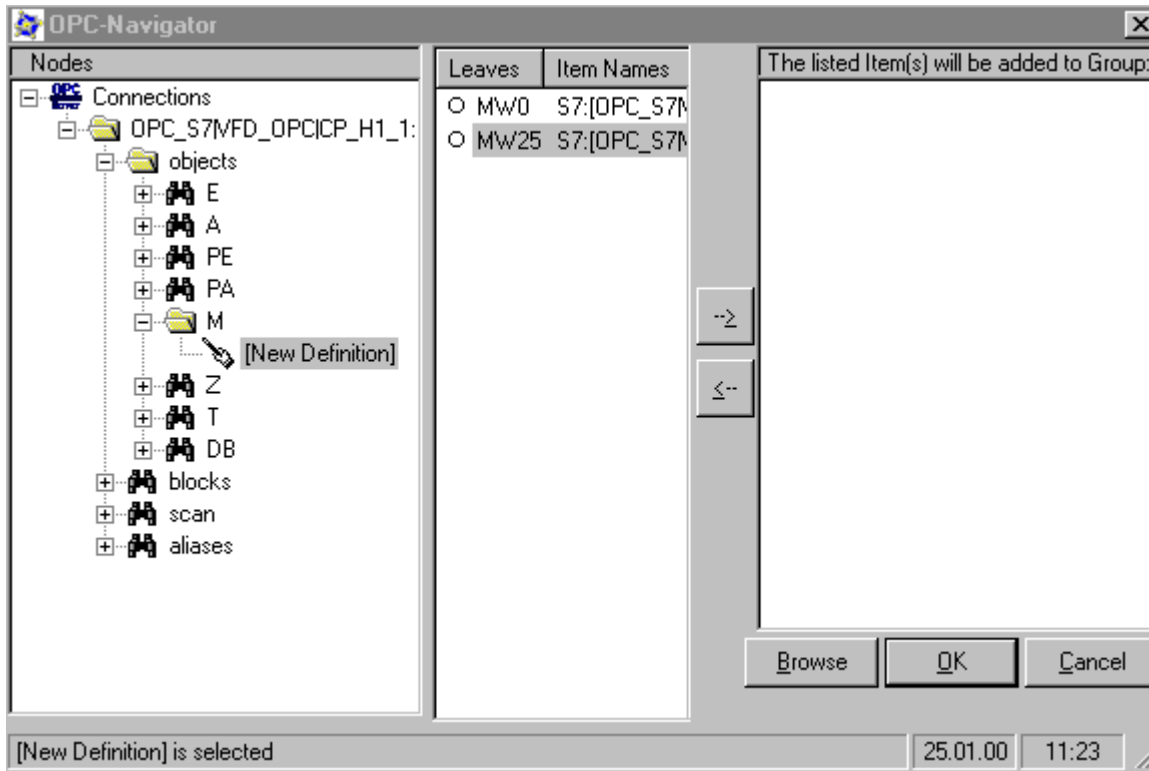 OPC-Navigator
Nodes
Connections
OPC_S7|VFD_OPC|CP_H1_1:
objects
E
A
PE
PA
M
[New Definition]
Z
T
DB
blocks
scan
aliases
Leaves Item Names
MW0 S7:[OPC_S7|
MW25 S7:[OPC_S7|
The listed Item(s) will be added to Group:
-->
<--
Browse OK Cancel
[New Definition] is selected 25.01.00 11:23